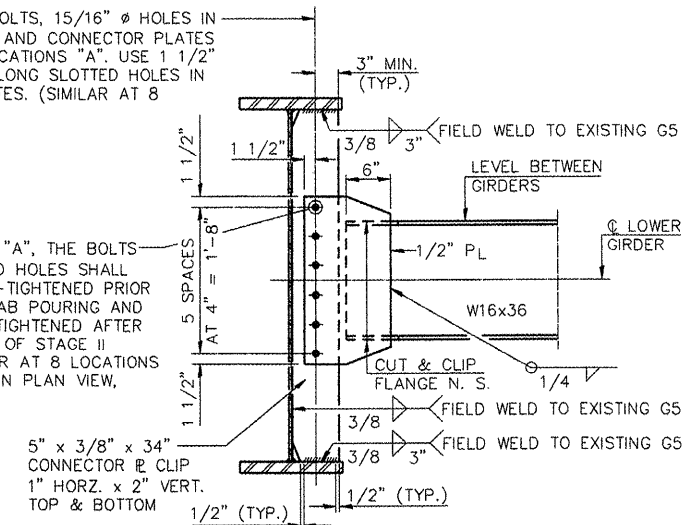 OLTS, 15/16" ø HOLES IN
AND CONNECTOR PLATES
CATIONS "A". USE 1 1/2"
LONG SLOTTED HOLES IN
TES. (SIMILAR AT 8
3" MIN.
(TYP.)
3/8 3" FIELD WELD TO EXISTING G5
1 1/2"
1 1/2"
6"
LEVEL BETWEEN
GIRDERS
"A", THE BOLTS
D HOLES SHALL
-TIGHTENED PRIOR
AB POURING AND
TIGHTENED AFTER
OF STAGE II
R AT 8 LOCATIONS
N PLAN VIEW,
5 SPACES
AT 4" = 1'-8"
1/2" PL
℄ LOWER
GIRDER
W16x36
CUT & CLIP
FLANGE N. S.
1/4
1 1/2"
3/8 FIELD WELD TO EXISTING G5
3/8 3" FIELD WELD TO EXISTING G5
5" x 3/8" x 34"
CONNECTOR PL CLIP
1" HORZ. x 2" VERT.
TOP & BOTTOM
1/2" (TYP.)
1/2" (TYP.)